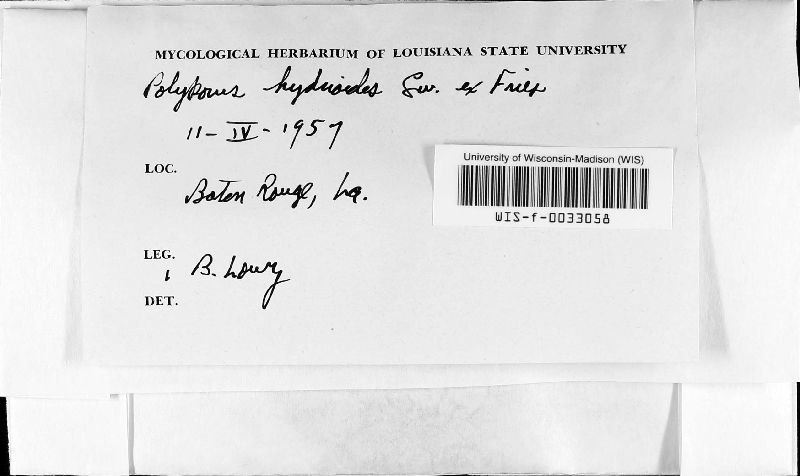 MYCOLOGICAL HERBARIUM OF LOUISIANA STATE UNIVERSITY
Polyporus hydnoides Sw. ex Fries
11-IV-1957
LOC.
Baton Rouge, La.
University of Wisconsin-Madison (WIS)
WIS-f-0033058
LEG.
B. Lowy
DET.